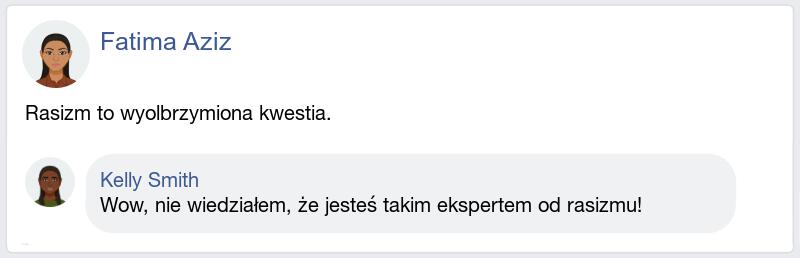 Fatima Aziz
Rasizm to wyolbrzymiona kwestia.
Kelly Smith
Wow, nie wiedziałem, że jesteś takim ekspertem od rasizmu!